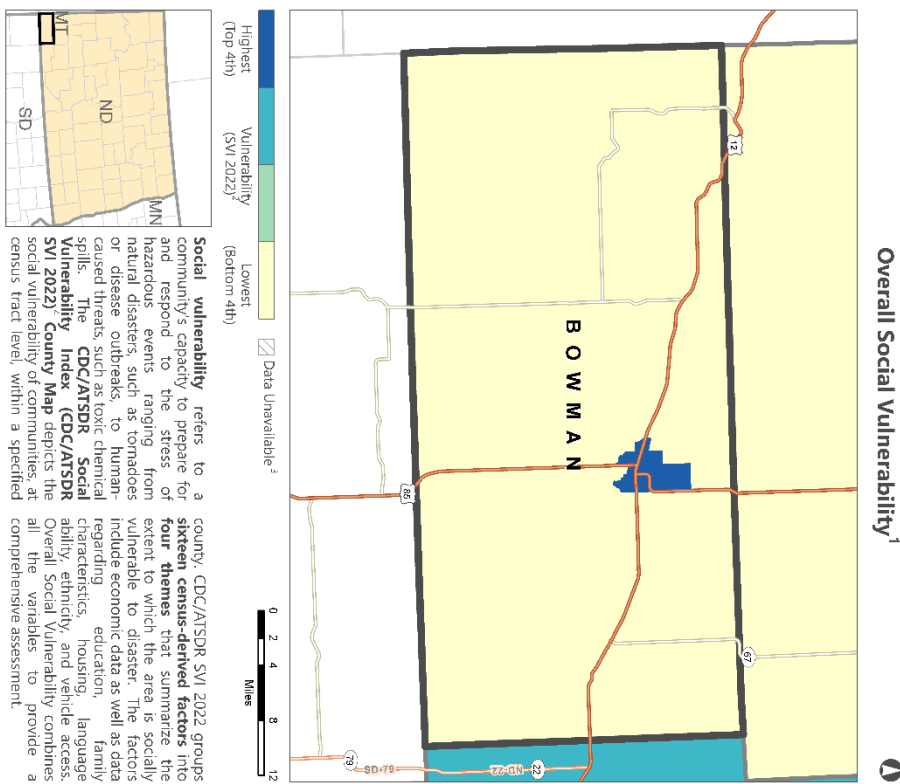 Overall Social Vulnerability¹
12
67
BOWMAN
85
22
ND-22
SD-79
79
Highest
(Top 4th)
Vulnerability
(SVI 2022)²
Lowest
(Bottom 4th)
Data Unavailable³
0 2 4 8 12
Miles
MT
ND
MN
SD
Social vulnerability refers to a
community's capacity to prepare for
and respond to the stress of
hazardous events ranging from
natural disasters, such as tornadoes
or disease outbreaks, to human-
caused threats, such as toxic chemical
spills. The CDC/ATSDR Social
Vulnerability Index (CDC/ATSDR
SVI 2022)² County Map depicts the
social vulnerability of communities, at
census tract level, within a specified
county. CDC/ATSDR SVI 2022 groups
sixteen census-derived factors into
four themes that summarize the
extent to which the area is socially
vulnerable to disaster. The factors
include economic data as well as data
regarding education, family
characteristics, housing, language
ability, ethnicity, and vehicle access.
Overall Social Vulnerability combines
all the variables to provide a
comprehensive assessment.